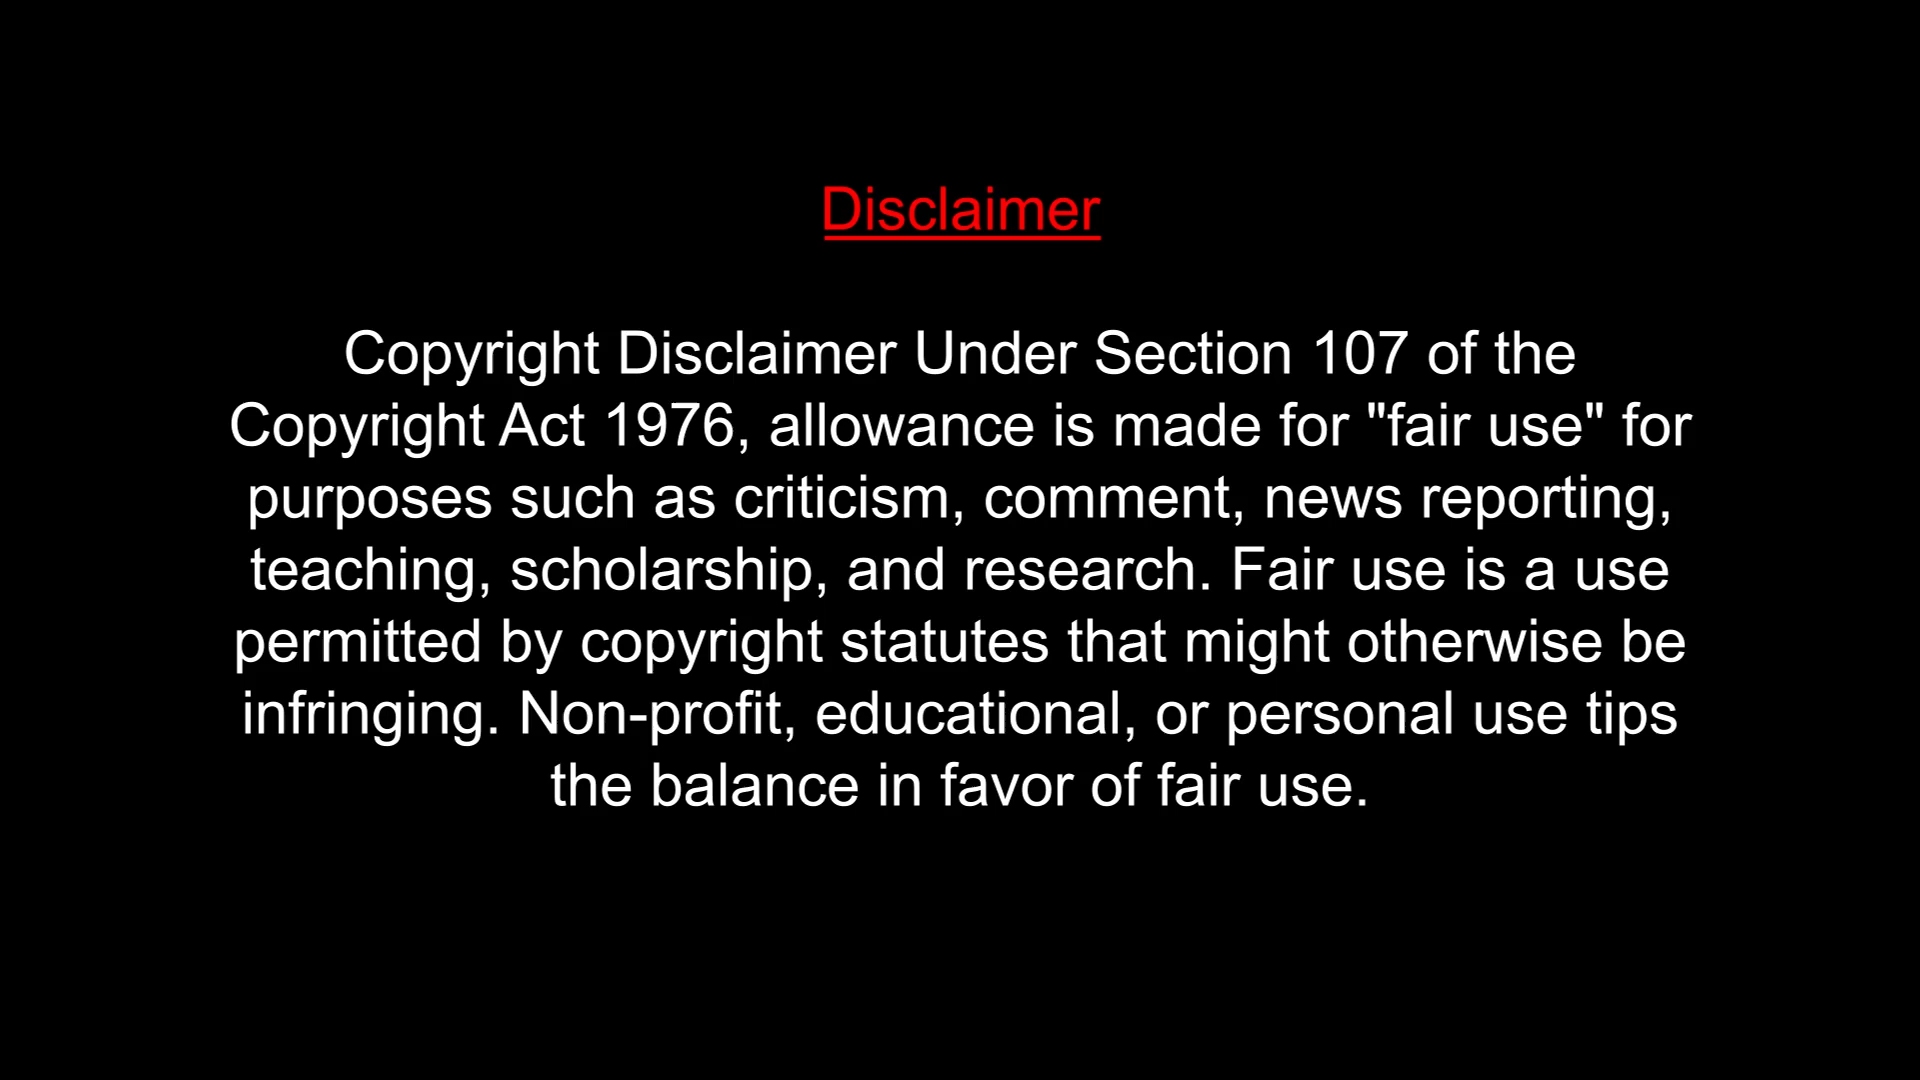 Disclaimer
Copyright Disclaimer Under Section 107 of the
Copyright Act 1976, allowance is made for "fair use" for
purposes such as criticism, comment, news reporting,
teaching, scholarship, and research. Fair use is a use
permitted by copyright statutes that might otherwise be
infringing. Non-profit, educational, or personal use tips
the balance in favor of fair use.